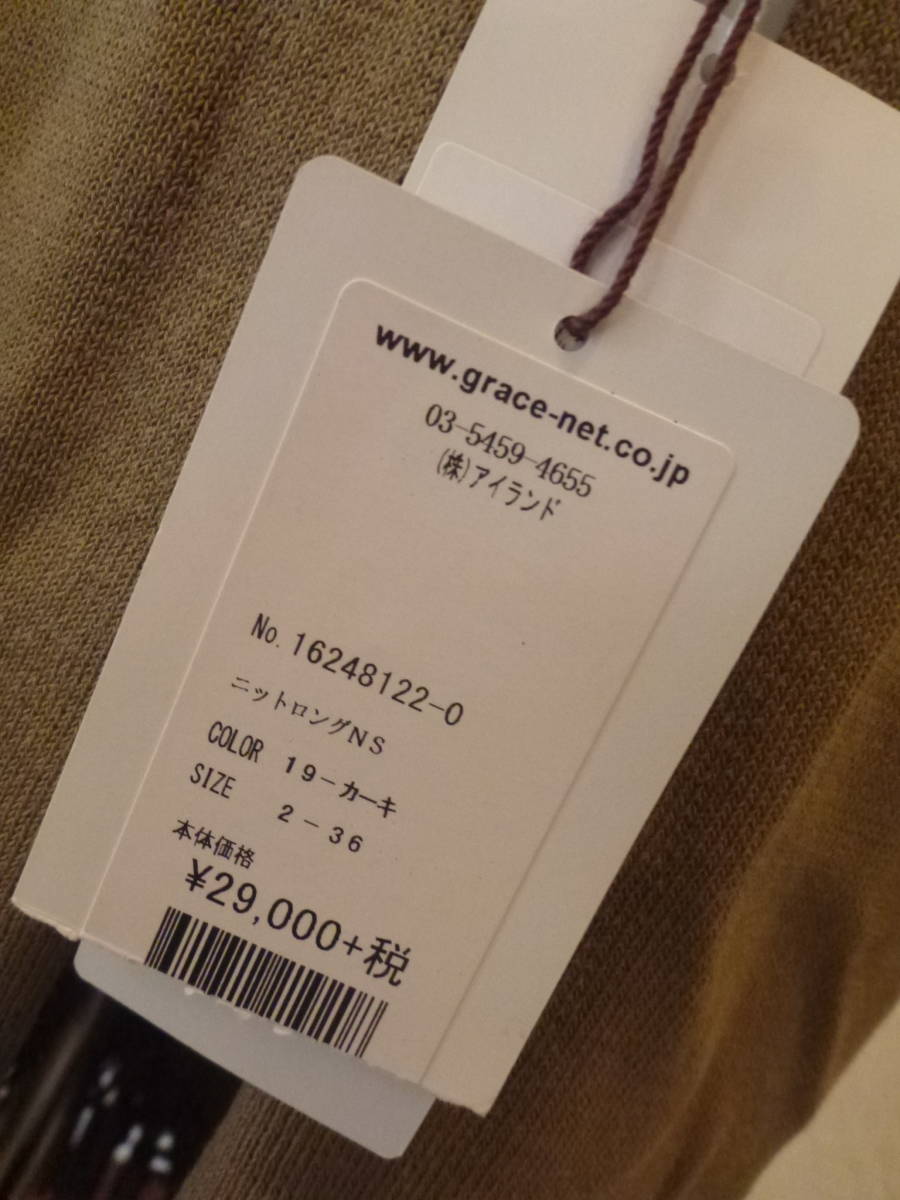 www.grace-net.co.jp
03-5459-4655
(株)アイランド
No. 16248122-0
ニットロングNS
COLOR 19-カーキ
SIZE 2-36
本体価格
¥29,000+税